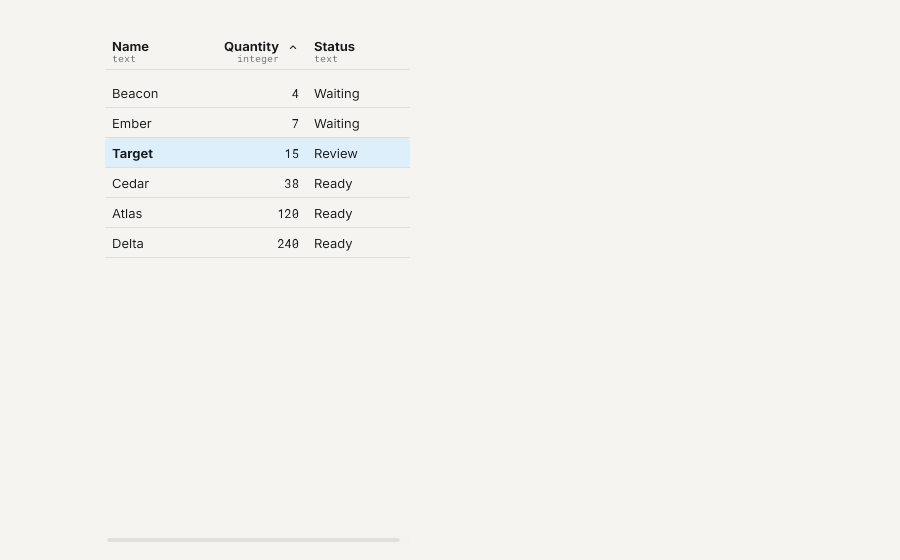 Name Quantity Status
text integer text
Beacon 4 Waiting
Ember 7 Waiting
Target 15 Review
Cedar 38 Ready
Atlas 120 Ready
Delta 240 Ready